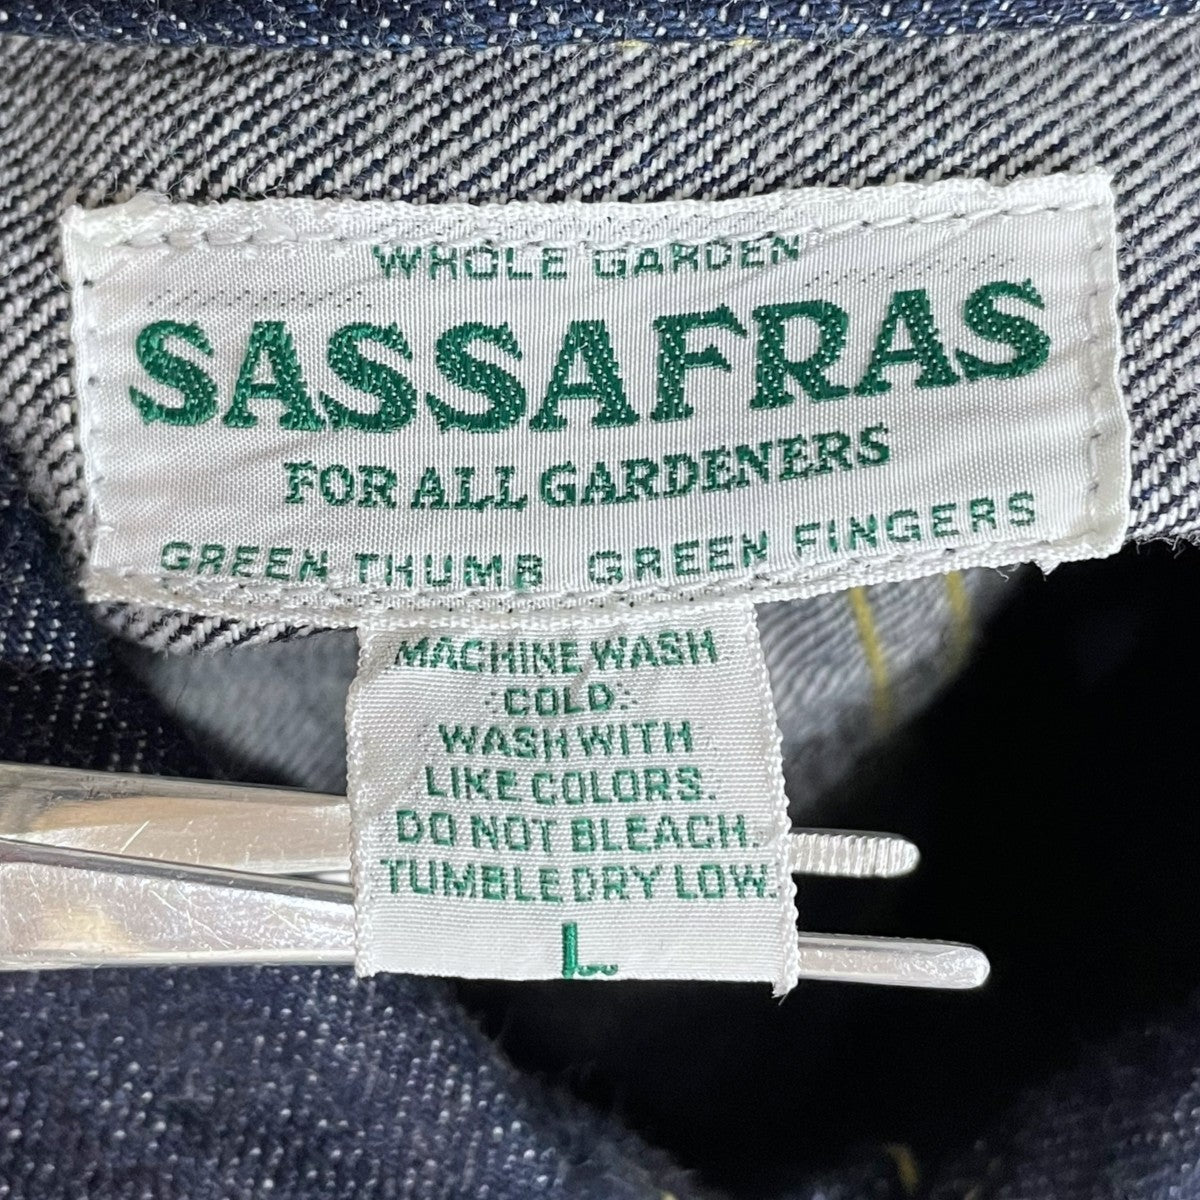 WHOLE GARDEN
SASSAFRAS
FOR ALL GARDENERS
GREEN THUMB GREEN FINGERS
MACHINE WASH
COLD.
WASH WITH
LIKE COLORS.
DO NOT BLEACH.
TUMBLE DRY LOW.
L